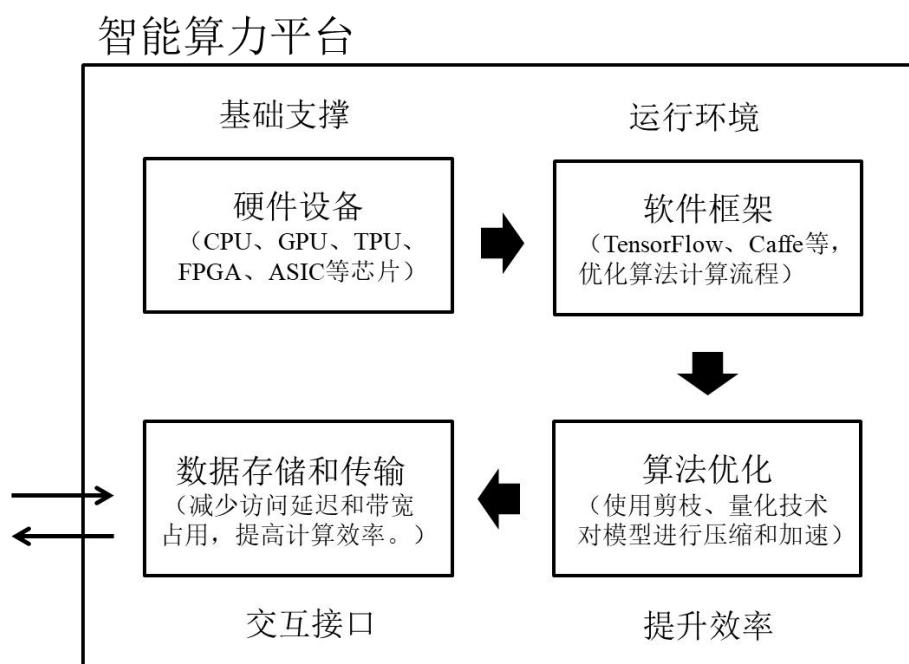 智能算力平台
基础支撑
运行环境
硬件设备
（CPU、GPU、TPU、
FPGA、ASIC等芯片）
软件框架
（TensorFlow、Caffe等，
优化算法计算流程）
数据存储和传输
（减少访问延迟和带宽
占用，提高计算效率。）
算法优化
（使用剪枝、量化技术
对模型进行压缩和加速）
交互接口
提升效率